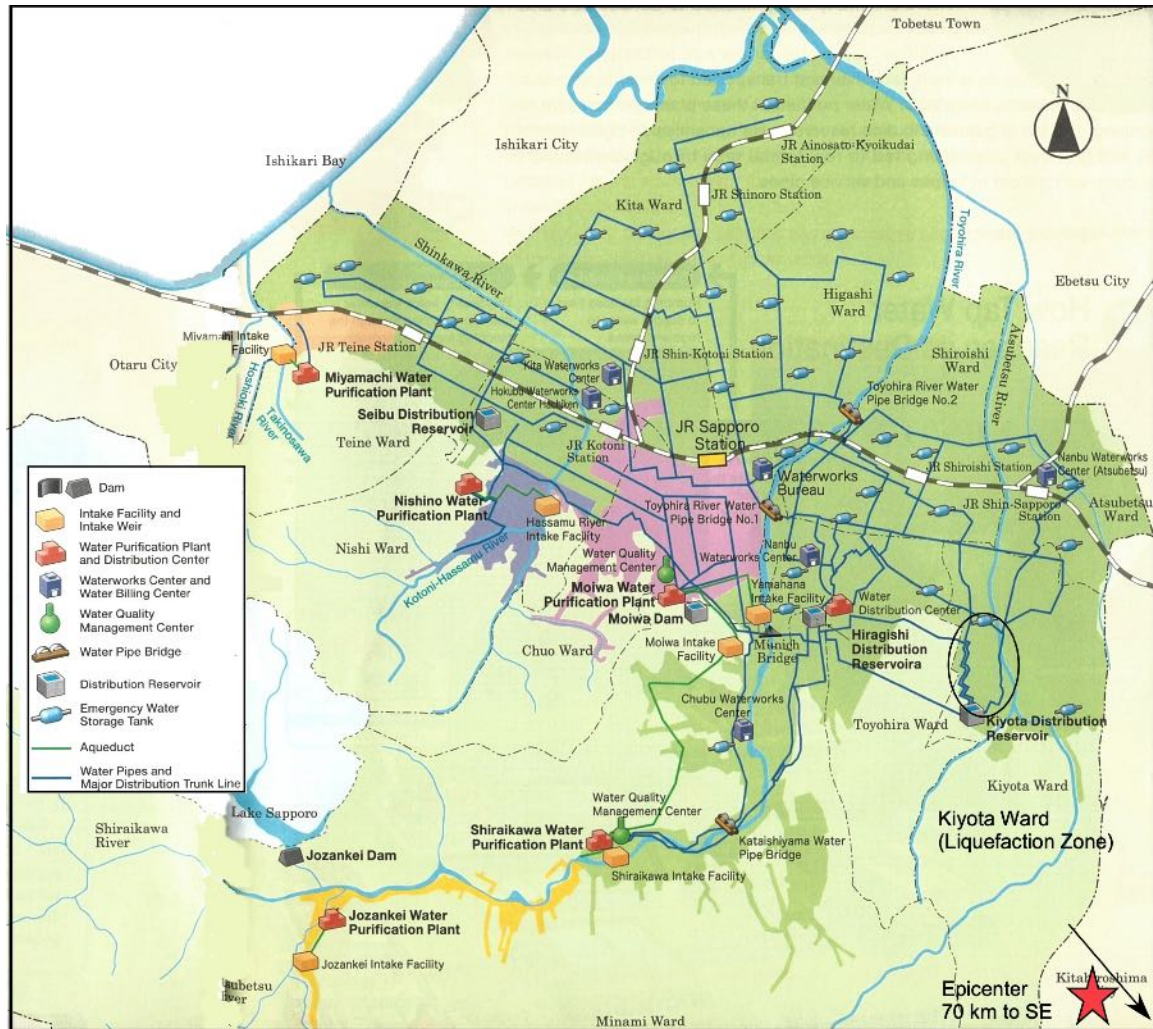 Tobetsu Town
N
JR Ainosato-Kyoikudai
Station
Ishikari City
Ishikari Bay
JR Shinoro Station
Kita Ward
Toyohira River
Shinkawa River
Ebetsu City
Higashi
Ward
Atsubetsu River
Miyamachi Intake
Facility
JR Teine Station
Otaru City
JR Shin-Kotoni Station
Shiroishi
Ward
Kita Waterworks
Center
Toyohira River Water
Pipe Bridge No.2
Miyamachi Water
Purification Plant
Hoshioki River
Takinosawa
River
Hokubu Waterworks
Center Hachiken
Seibu Distribution
Reservoir
Teine Ward
JR Sapporo
Station
JR Kotoni
Station
JR Shiroishi Station
Nanbu Waterworks
Center (Atsubetsu)
Waterworks
Bureau
Nishino Water
Purification Plant
Toyohira River Water
Pipe Bridge No.1
JR Shin-Sapporo
Station
Atsubetsu
Ward
Hassamu River
Intake Facility
Nishi Ward
Kotoni-Hassamu River
Water Quality
Management Center
Nanbu
Waterworks Center
Yamahana
Intake Facility
Water
Distribution Center
Moiwa Water
Purification Plant
Moiwa Dam
Chuo Ward
Moiwa Intake
Facility
Munich
Bridge
Hiragishi
Distribution
Reservoira
Chubu Waterworks
Center
Toyohira Ward
Kiyota Distribution
Reservoir
Kiyota Ward
Dam
Intake Facility and
Intake Weir
Water Purification Plant
and Distribution Center
Waterworks Center and
Water Billing Center
Water Quality
Management Center
Water Pipe Bridge
Distribution Reservoir
Emergency Water
Storage Tank
Aqueduct
Water Pipes and
Major Distribution Trunk Line
Lake Sapporo
Shiraikawa
River
Water Quality
Management Center
Shiraikawa Water
Purification Plant
Kataishiyama Water
Pipe Bridge
Shiraikawa Intake Facility
Kiyota Ward
(Liquefaction Zone)
Jozankei Dam
Jozankei Water
Purification Plant
Jozankei Intake Facility
Minami Ward
Epicenter
70 km to SE